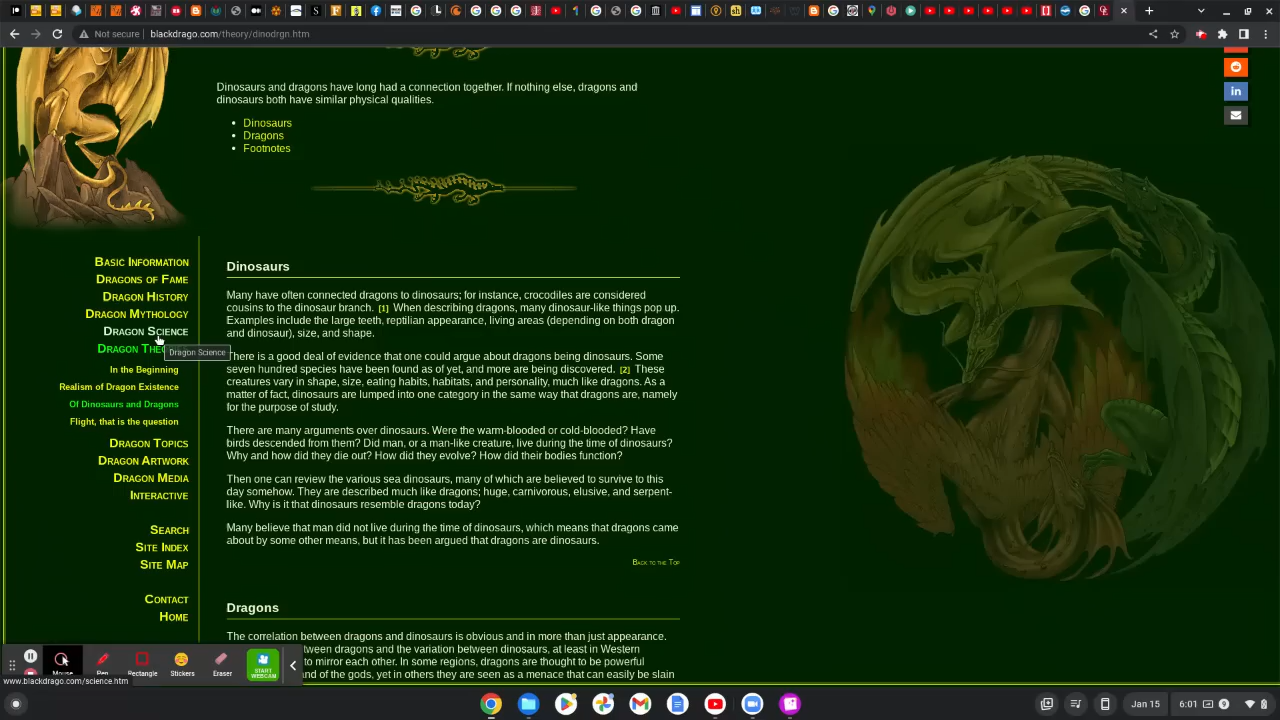 Not secure
blackdrago.com/theory/dinodrgn.htm
Dinosaurs and dragons have long had a connection together. If nothing else, dragons and
dinosaurs both have similar physical qualities.
Dinosaurs
Dragons
Footnotes
Basic Information
Dragons of Fame
Dragon History
Dragon Mythology
Dragon Science
Dragon
Dragon Science
In the Beginning
Realism of Dragon Existence
Of Dinosaurs and Dragons
Flight, that is the question
Dragon Topics
Dragon Artwork
Dragon Media
Interactive
Search
Site Index
Site Map
Contact
Home
Dinosaurs
Many have often connected dragons to dinosaurs; for instance, crocodiles are considered
cousins to the dinosaur branch. [1] When describing dragons, many dinosaur-like things pop up.
Examples include the large teeth, reptilian appearance, living areas (depending on both dragon
and dinosaur), size, and shape.
There is a good deal of evidence that one could argue about dragons being dinosaurs. Some
seven hundred species have been found as of yet, and more are being discovered. [2] These
creatures vary in shape, size, eating habits, habitats, and personality, much like dragons. As a
matter of fact, dinosaurs are lumped into one category in the same way that dragons are, namely
for the purpose of study.
There are many arguments over dinosaurs. Were the warm-blooded or cold-blooded? Have
birds descended from them? Did man, or a man-like creature, live during the time of dinosaurs?
Why and how did they die out? How did they evolve? How did their bodies function?
Then one can review the various sea dinosaurs, many of which are believed to survive to this
day somehow. They are described much like dragons; huge, carnivorous, elusive, and serpent-
like. Why is it that dinosaurs resemble dragons today?
Many believe that man did not live during the time of dinosaurs, which means that dragons came
about by some other means, but it has been argued that dragons are dinosaurs.
Back to the Top
Dragons
The correlation between dragons and dinosaurs is obvious and in more than just appearance.
tween dragons and the variation between dinosaurs, at least in Western
to mirror each other. In some regions, dragons are thought to be powerful
nd of the gods, yet in others they are seen as a menace that can easily be slain
Mouse
Pen
Rectangle
Stickers
Eraser
START
WEBCAM
www.blackdrago.com/science.htm
in
Jan 15
6:01